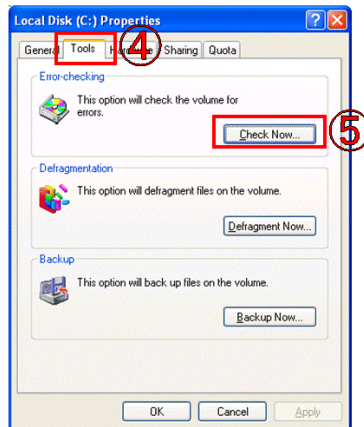 Local Disk (C:) Properties
General Tools Hardware Sharing Quota
④
Error-checking
This option will check the volume for
errors.
Check Now...
⑤
Defragmentation
This option will defragment files on the volume.
Defragment Now...
Backup
This option will back up files on the volume.
Backup Now...
OK Cancel Apply